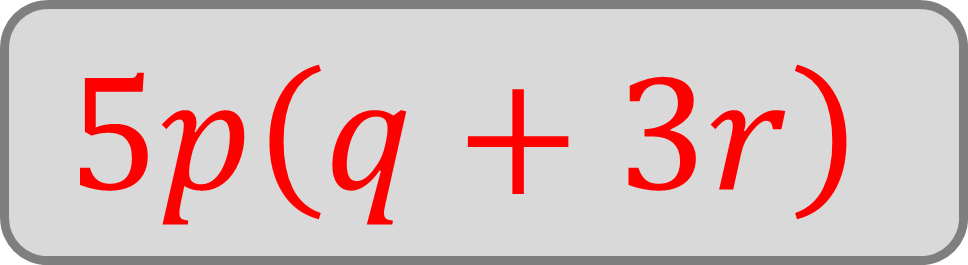 5p(q + 3r)